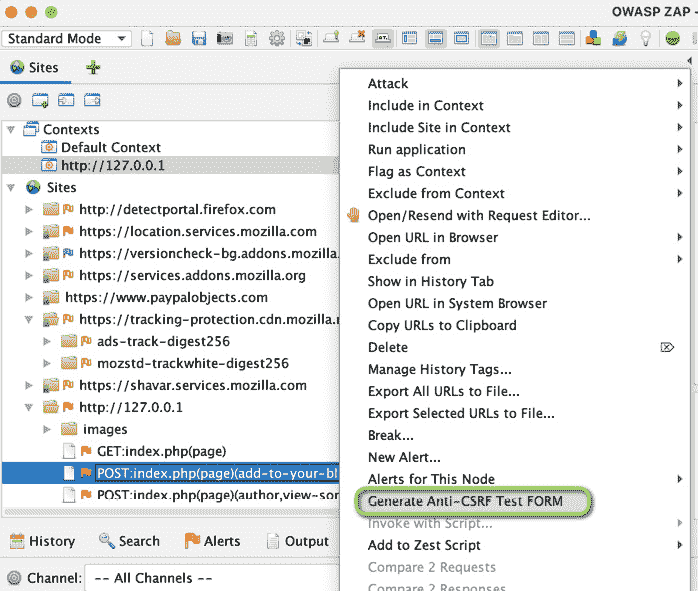 OWASP ZAP -
Standard Mode
Sites
Contexts
Default Context
http://127.0.0.1
Sites
http://detectportal.firefox.com
https://location.services.mozilla.com
https://versioncheck-bg.addons.mozilla
https://services.addons.mozilla.org
https://www.paypalobjects.com
https://tracking-protection.cdn.mozilla.n
ads-track-digest256
mozstd-trackwhite-digest256
https://shavar.services.mozilla.com
http://127.0.0.1
images
GET:index.php(page)
POST:index.php(page)(add-to-your-bl
POST:index.php(page)(author,view-som
History
Search
Alerts
Output
Channel:
-- All Channels --
Attack
Include in Context
Include Site in Context
Run application
Flag as Context
Exclude from Context
Open/Resend with Request Editor...
Open URL in Browser
Exclude from
Show in History Tab
Open URL in System Browser
Copy URLs to Clipboard
Delete
Manage History Tags...
Export All URLs to File...
Export Selected URLs to File...
Break...
New Alert...
Alerts for This Node
Generate Anti-CSRF Test FORM
Invoke with Script...
Add to Zest Script
Compare 2 Requests
Compare 2 Responses